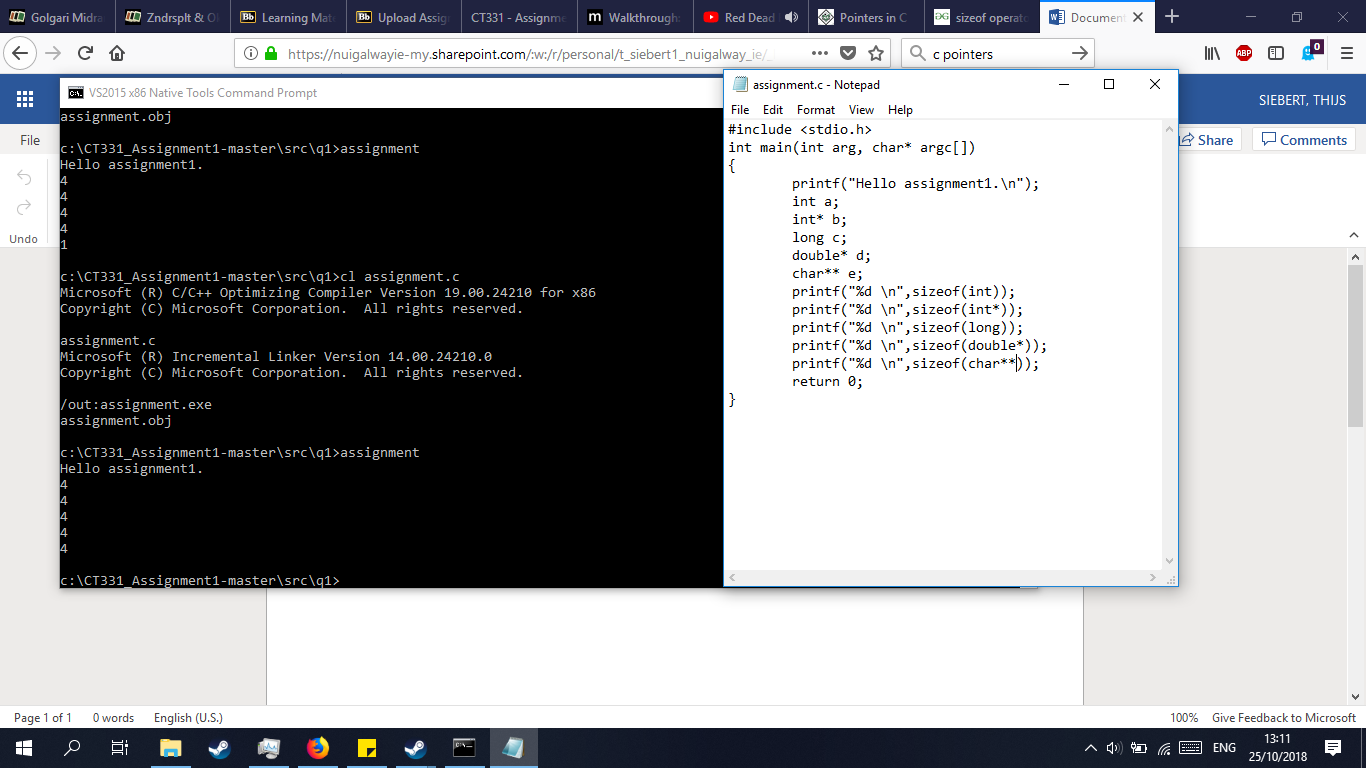 Golgari Midra
Zndrsplt & Ok
Learning Mate
Upload Assign
CT331 - Assignme
Walkthrough:
Red Dead
Pointers in C
sizeof operato
Document
https://nuigalwayie-my.sharepoint.com/:w:/r/personal/t_siebert1_nuigalway_ie/_
c pointers
ABP
0
SIEBERT, THIJS
File
Share
Comments
Undo
VS2015 x86 Native Tools Command Prompt
assignment.obj
c:\CT331_Assignment1-master\src\q1>assignment
Hello assignment1.
4
4
4
4
1
c:\CT331_Assignment1-master\src\q1>cl assignment.c
Microsoft (R) C/C++ Optimizing Compiler Version 19.00.24210 for x86
Copyright (C) Microsoft Corporation.  All rights reserved.
assignment.c
Microsoft (R) Incremental Linker Version 14.00.24210.0
Copyright (C) Microsoft Corporation.  All rights reserved.
/out:assignment.exe
assignment.obj
c:\CT331_Assignment1-master\src\q1>assignment
Hello assignment1.
4
4
4
4
4
c:\CT331_Assignment1-master\src\q1>
assignment.c - Notepad
File Edit Format View Help
#include <stdio.h>
int main(int arg, char* argc[])
{
printf("Hello assignment1.\n");
int a;
int* b;
long c;
double* d;
char** e;
printf("%d \n",sizeof(int));
printf("%d \n",sizeof(int*));
printf("%d \n",sizeof(long));
printf("%d \n",sizeof(double*));
printf("%d \n",sizeof(char**));
return 0;
}
Page 1 of 1 0 words English (U.S.)
100% Give Feedback to Microsoft
ENG
13:11
25/10/2018